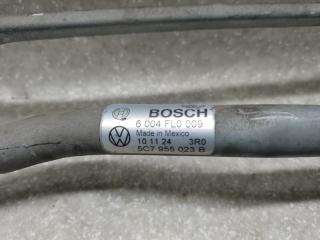 BOSCH
6 004 FL0 009
Made in Mexico
10 11 24 3R0
5C7 955 023 B